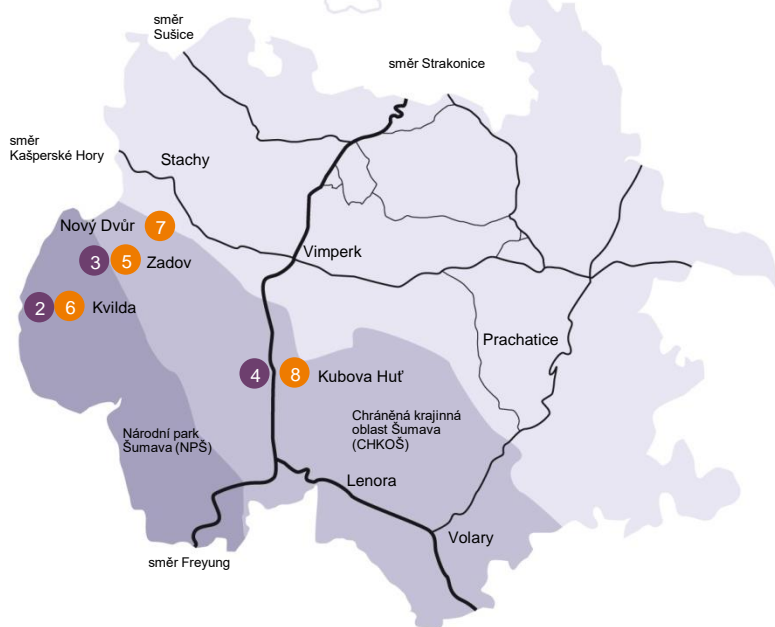 směr
Sušice
směr Strakonice
směr
Kašperské Hory
Stachy
Nový Dvůr 7
3 5 Zadov
Vimperk
2 6 Kvilda
Prachatice
4 8 Kubova Huť
Chráněná krajinná
oblast Šumava
(CHKOŠ)
Národní park
Šumava (NPŠ)
Lenora
Volary
směr Freyung